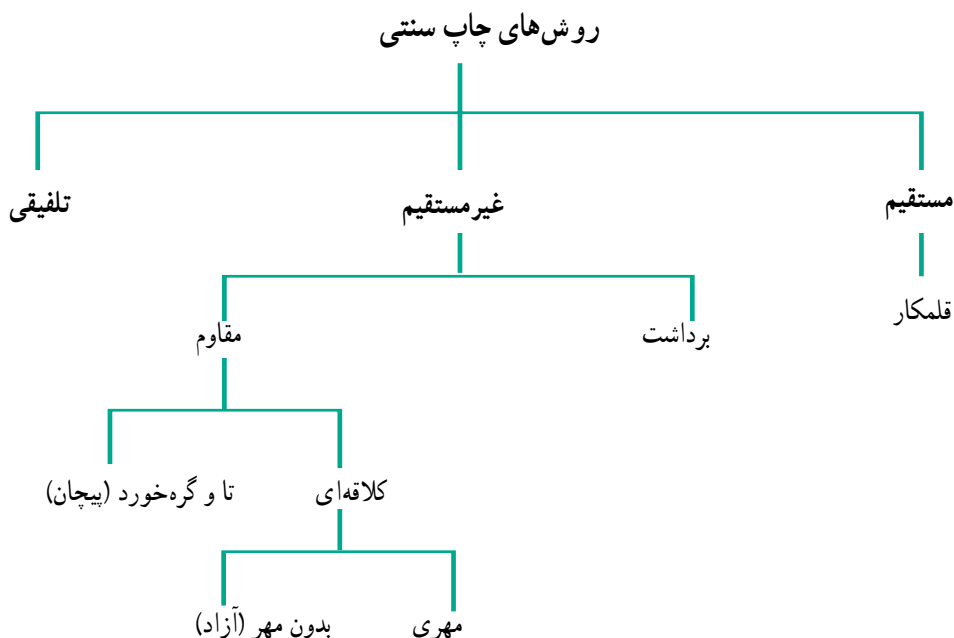 روش‌های چاپ سنتی
مستقیم
غیرمستقیم
تلفیقی
قلمکار
برداشت
مقاوم
کلاقه‌ای
تا و گره‌خورد (پیچان)
مهری
بدون مهر (آزاد)